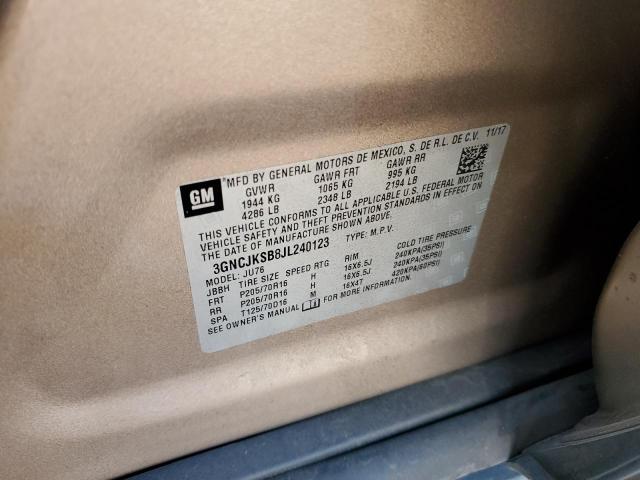 GM
MFD BY GENERAL MOTORS DE MEXICO, S. DE R.L. DE C.V. 11/17
GVWR GAWR FRT GAWR RR
1944 KG 1065 KG 995 KG
4286 LB 2348 LB 2194 LB
THIS VEHICLE CONFORMS TO ALL APPLICABLE U.S. FEDERAL MOTOR
VEHICLE SAFETY AND THEFT PREVENTION STANDARDS IN EFFECT ON
THE DATE OF MANUFACTURE SHOWN ABOVE.
3GNCJKSB8JL240123 TYPE: M.P.V.
MODEL: JU76
JBBH TIRE SIZE SPEED RTG RIM COLD TIRE PRESSURE
FRT P205/70R16 H 16X6.5J 240KPA(35PSI)
RR P205/70R16 H 16X6.5J 240KPA(35PSI)
SPA T125/70D16 M 16X4T 420KPA(60PSI)
SEE OWNER'S MANUAL FOR MORE INFORMATION.